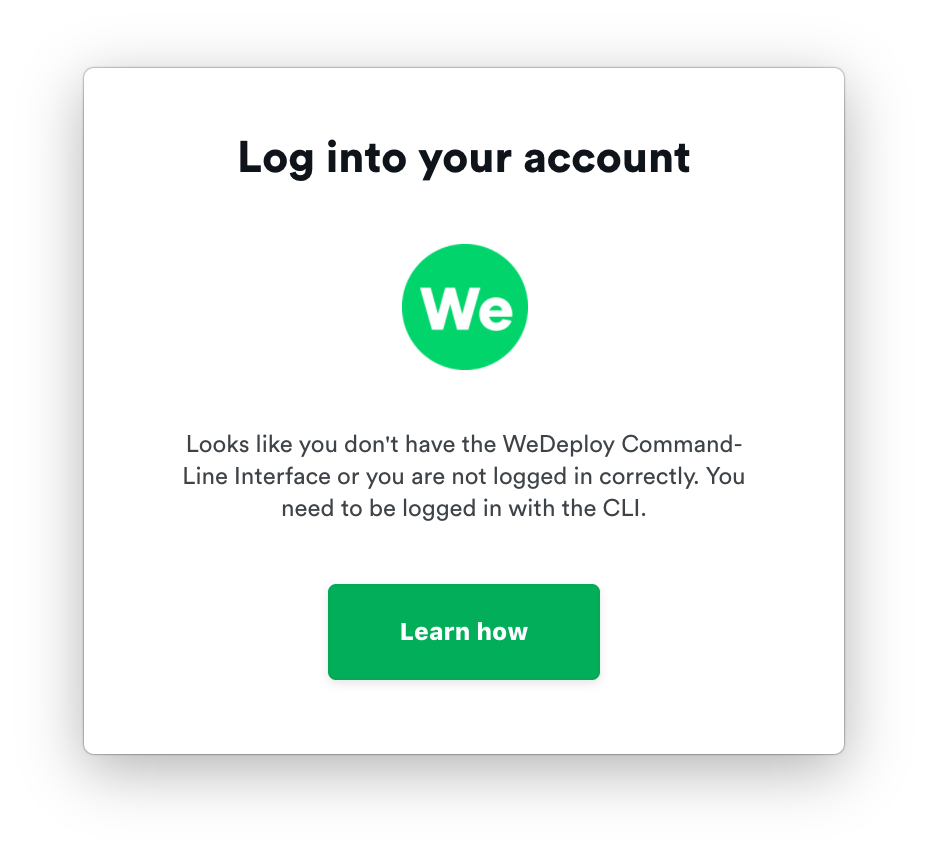 Log into your account
We
Looks like you don't have the WeDeploy Command-
Line Interface or you are not logged in correctly. You
need to be logged in with the CLI.
Learn how